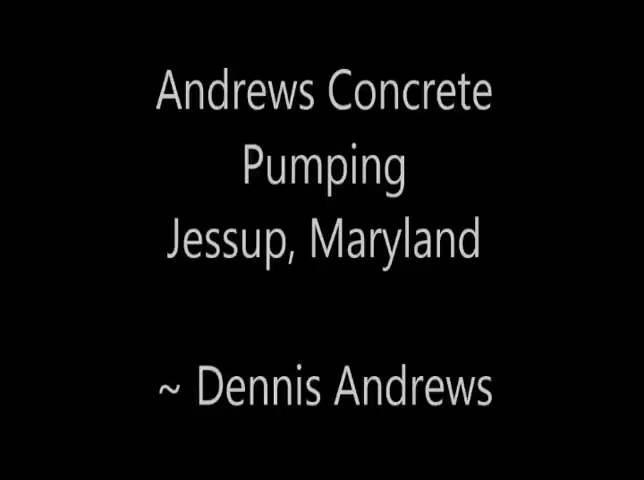 Andrews Concrete
Pumping
Jessup, Maryland
~ Dennis Andrews